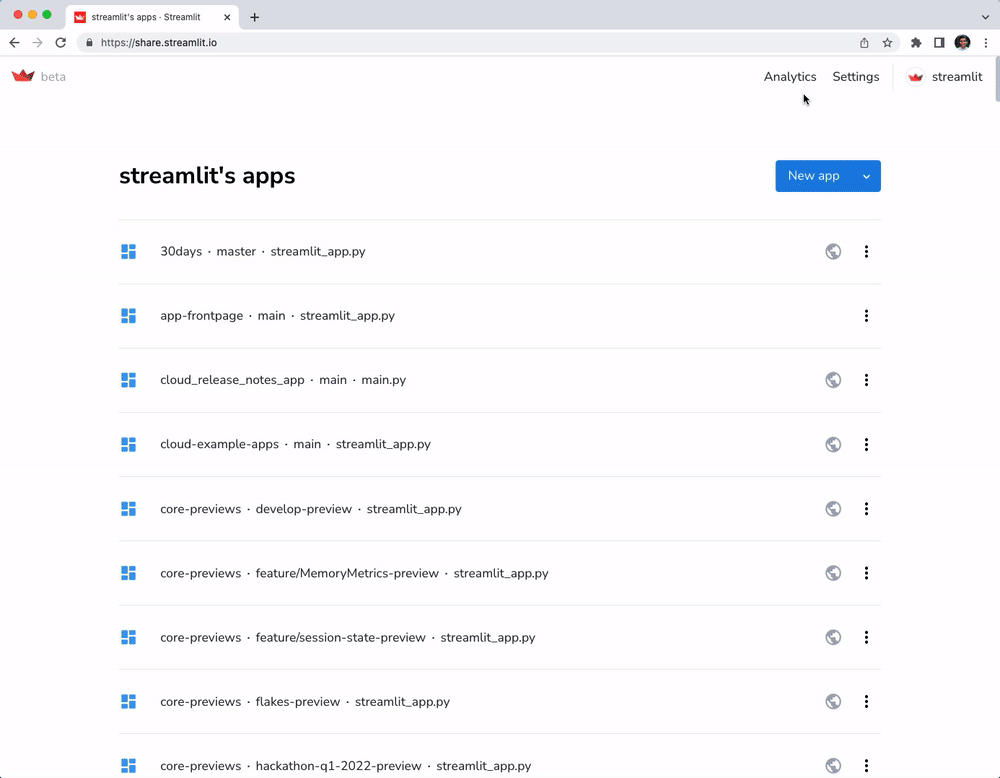 streamlit's apps · Streamlit
https://share.streamlit.io
beta
Analytics
Settings
streamlit
streamlit's apps
New app
30days · master · streamlit_app.py
app-frontpage · main · streamlit_app.py
cloud_release_notes_app · main · main.py
cloud-example-apps · main · streamlit_app.py
core-previews · develop-preview · streamlit_app.py
core-previews · feature/MemoryMetrics-preview · streamlit_app.py
core-previews · feature/session-state-preview · streamlit_app.py
core-previews · flakes-preview · streamlit_app.py
core-previews · hackathon-q1-2022-preview · streamlit_app.py